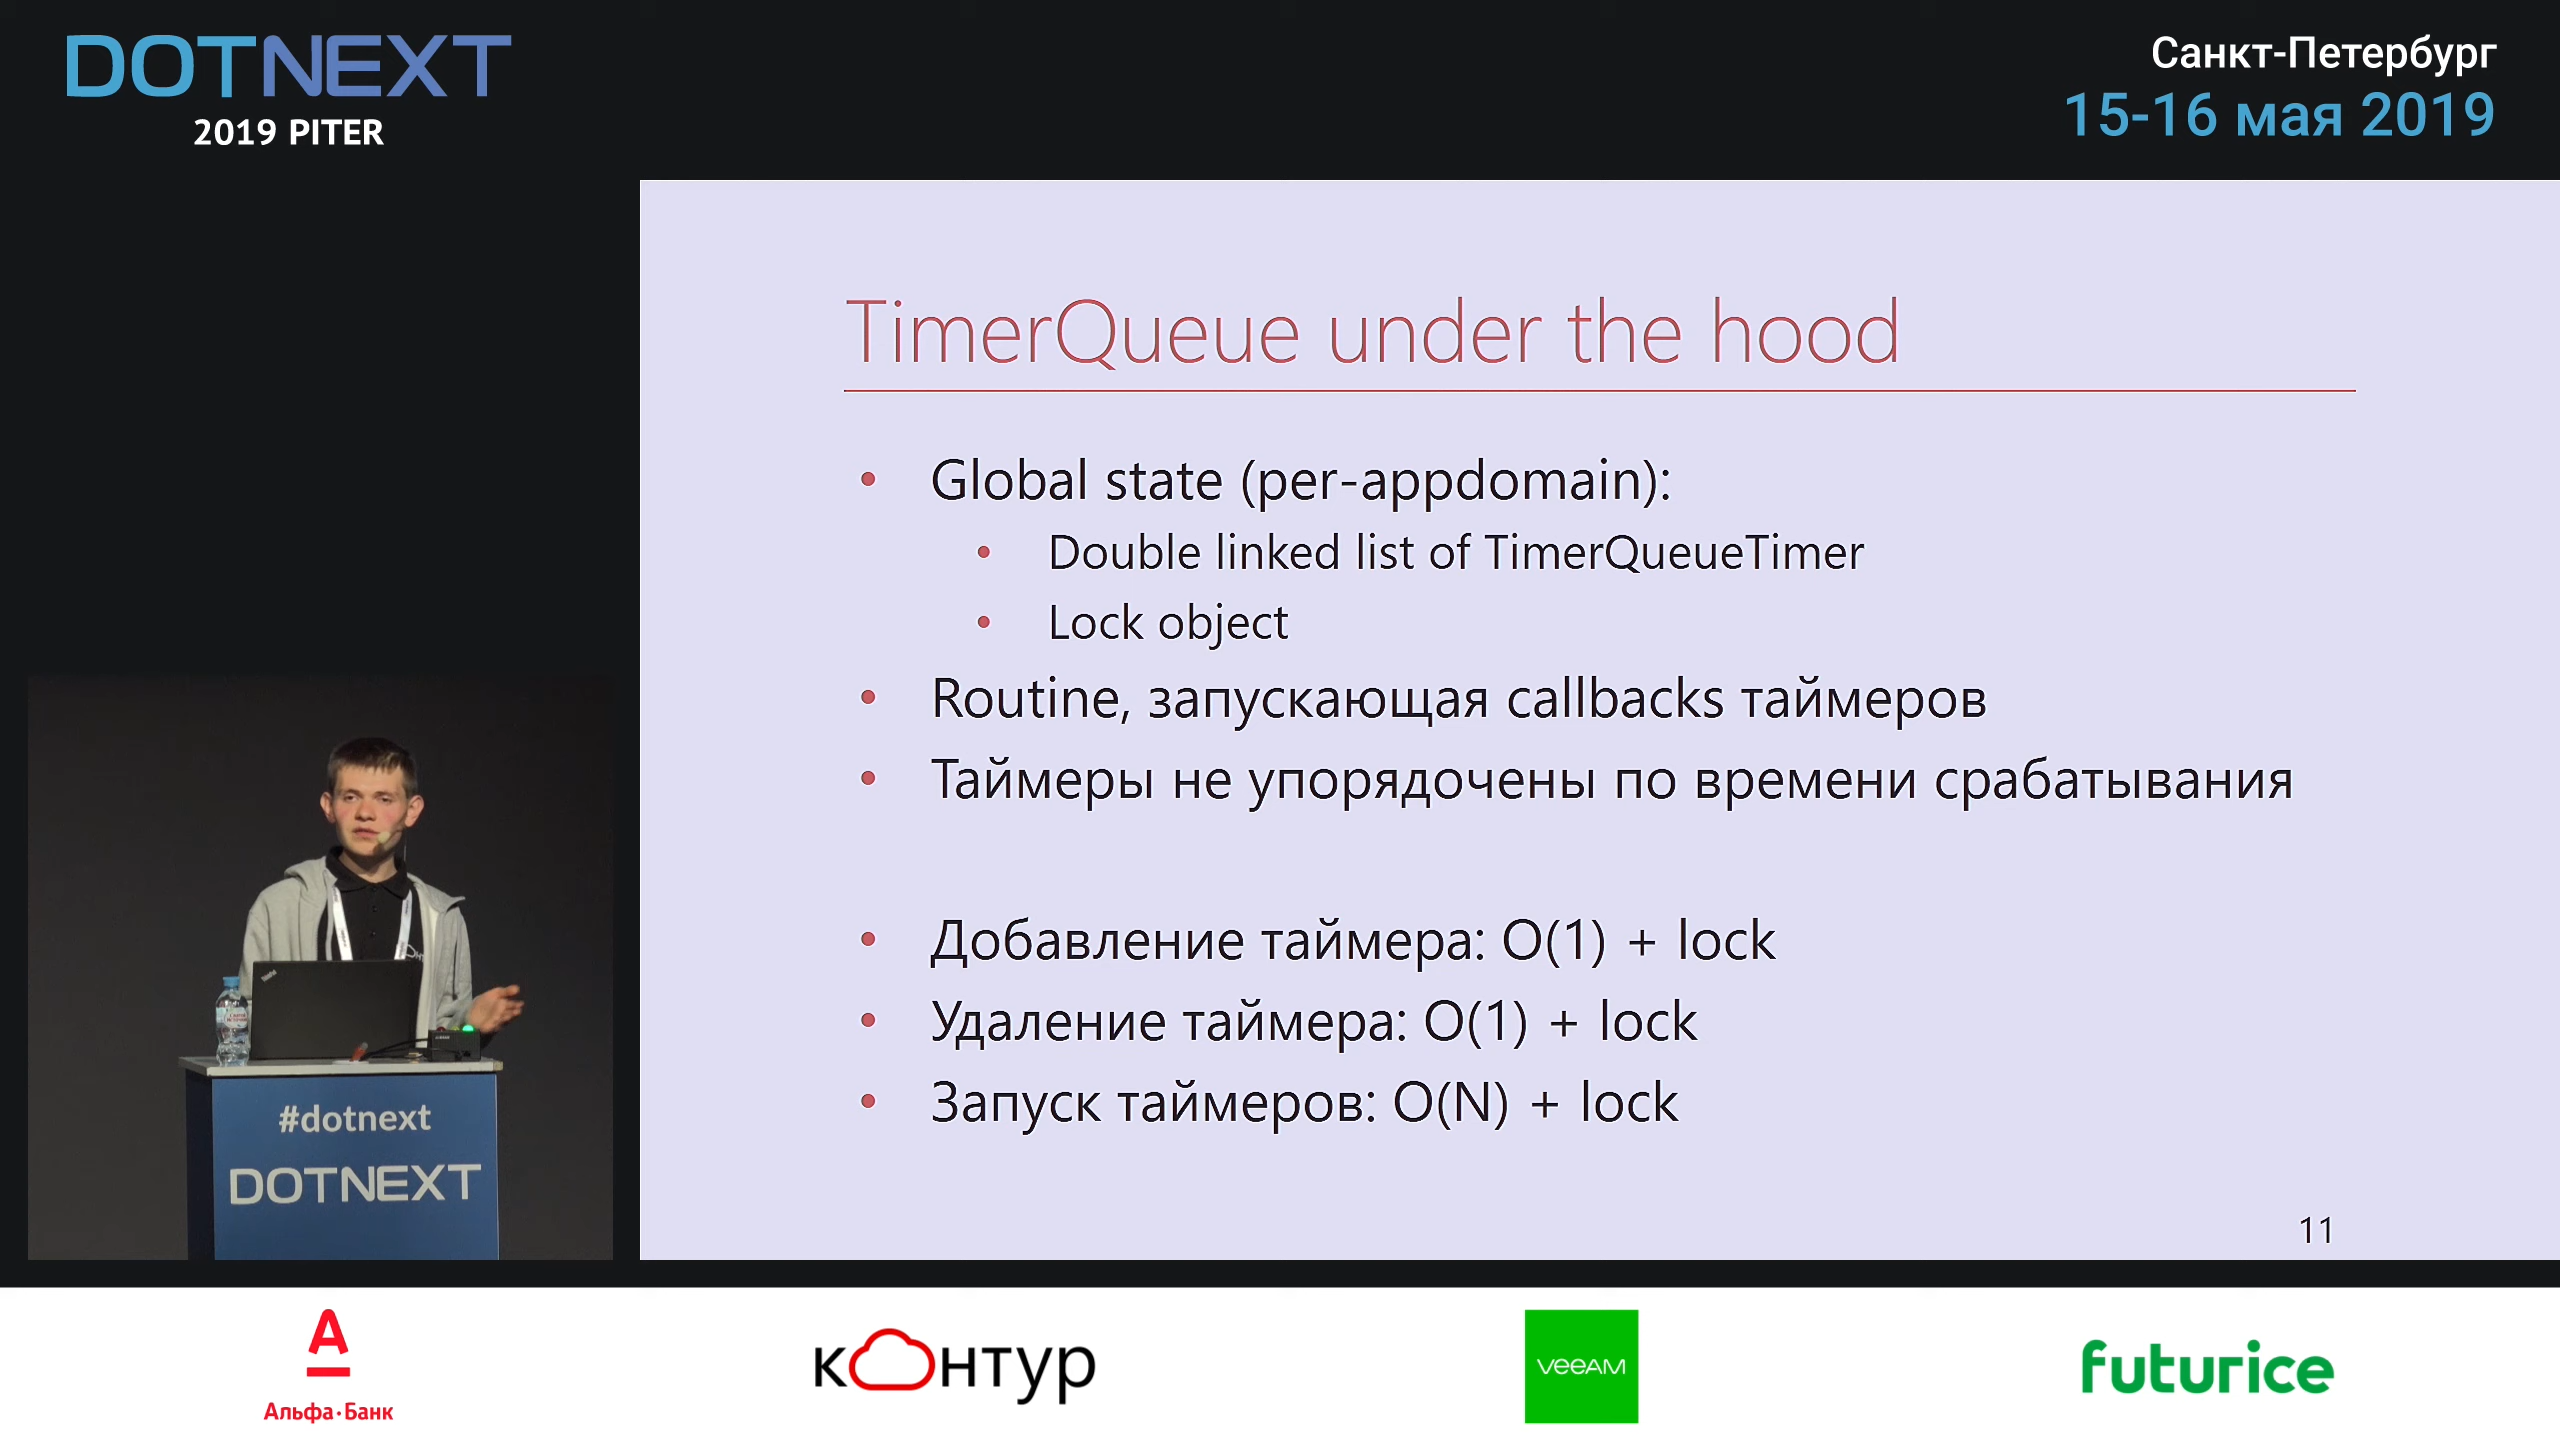 DOTNEXT
2019 PITER
Санкт-Петербург
15-16 мая 2019
TimerQueue under the hood
Global state (per-appdomain):
Double linked list of TimerQueueTimer
Lock object
Routine, запускающая callbacks таймеров
Таймеры не упорядочены по времени срабатывания
Добавление таймера: O(1) + lock
Удаление таймера: O(1) + lock
Запуск таймеров: O(N) + lock
11
#dotnext
DOTNEXT
А
Альфа·Банк
контур
veeAM
futurice